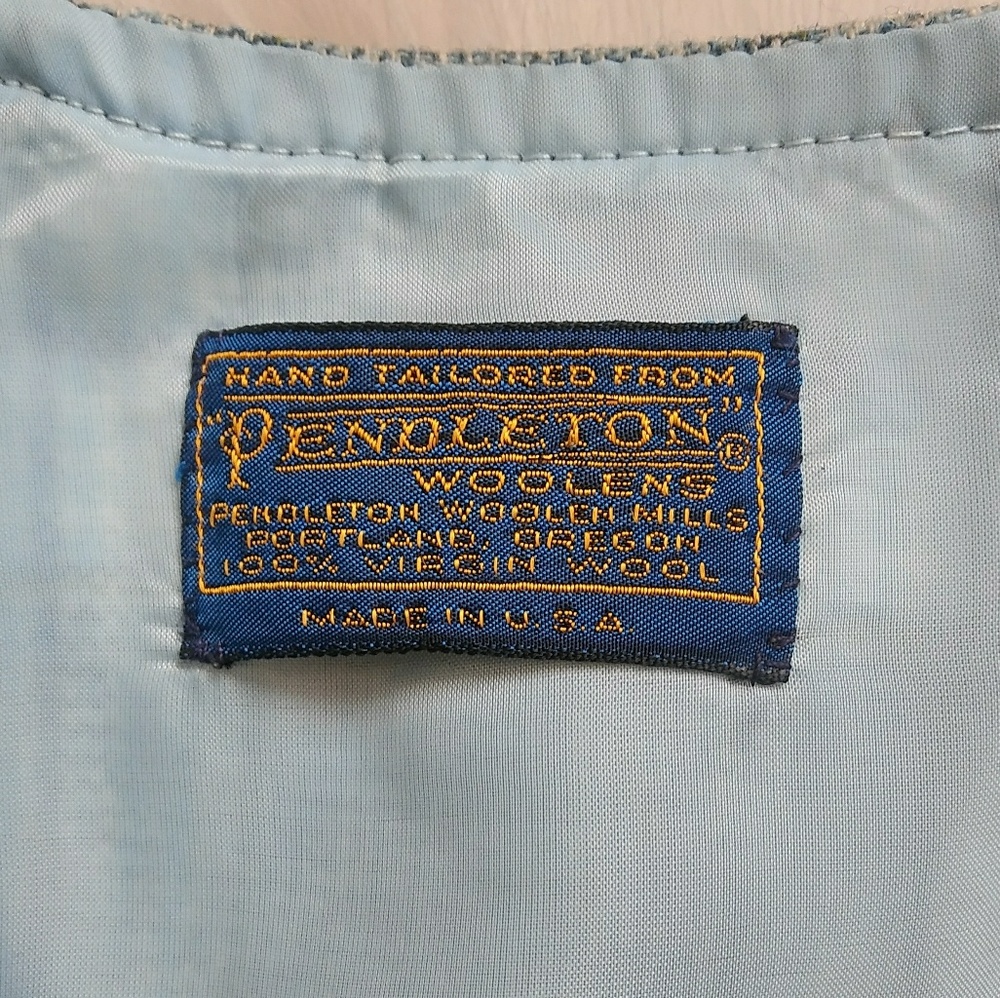 HAND TAILORED FROM
"PENDLETON"®
WOOLENS
PENDLETON WOOLEN MILLS
PORTLAND, OREGON
100% VIRGIN WOOL
MADE IN U.S.A.